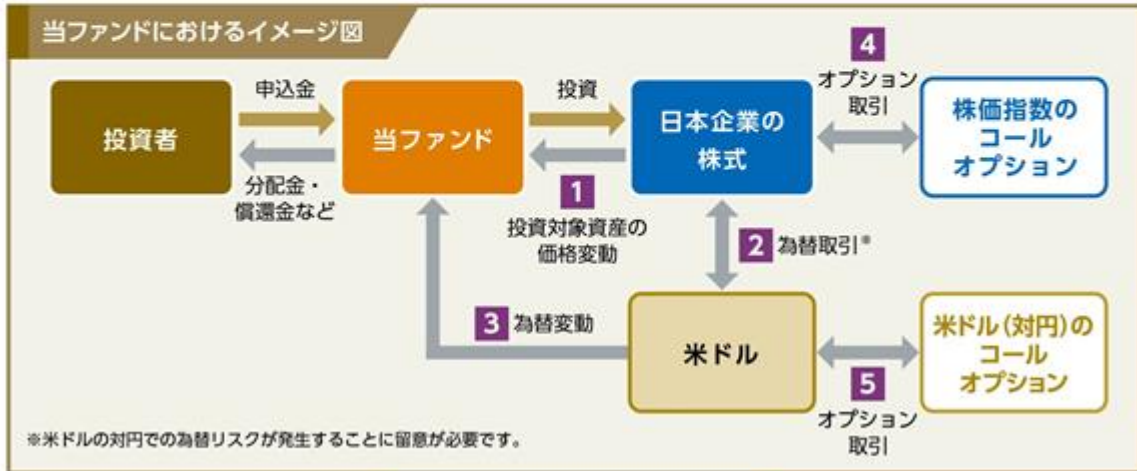 当ファンドにおけるイメージ図
投資者
申込金
分配金・
償還金など
当ファンド
投資
1
投資対象資産の
価格変動
日本企業の
株式
4
オプション
取引
株価指数の
コール
オプション
2 為替取引※
3 為替変動
米ドル
5
オプション
取引
米ドル(対円)の
コール
オプション
※米ドルの対円での為替リスクが発生することに留意が必要です。